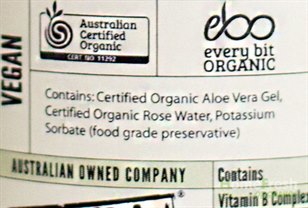 Australian
Certified
Organic
CERT NO 11292
ebo
every bit
ORGANIC
VEGAN
Contains: Certified Organic Aloe Vera Gel,
Certified Organic Rose Water, Potassium
Sorbate (food grade preservative)
AUSTRALIAN OWNED COMPANY
Contains
Vitamin B Complex